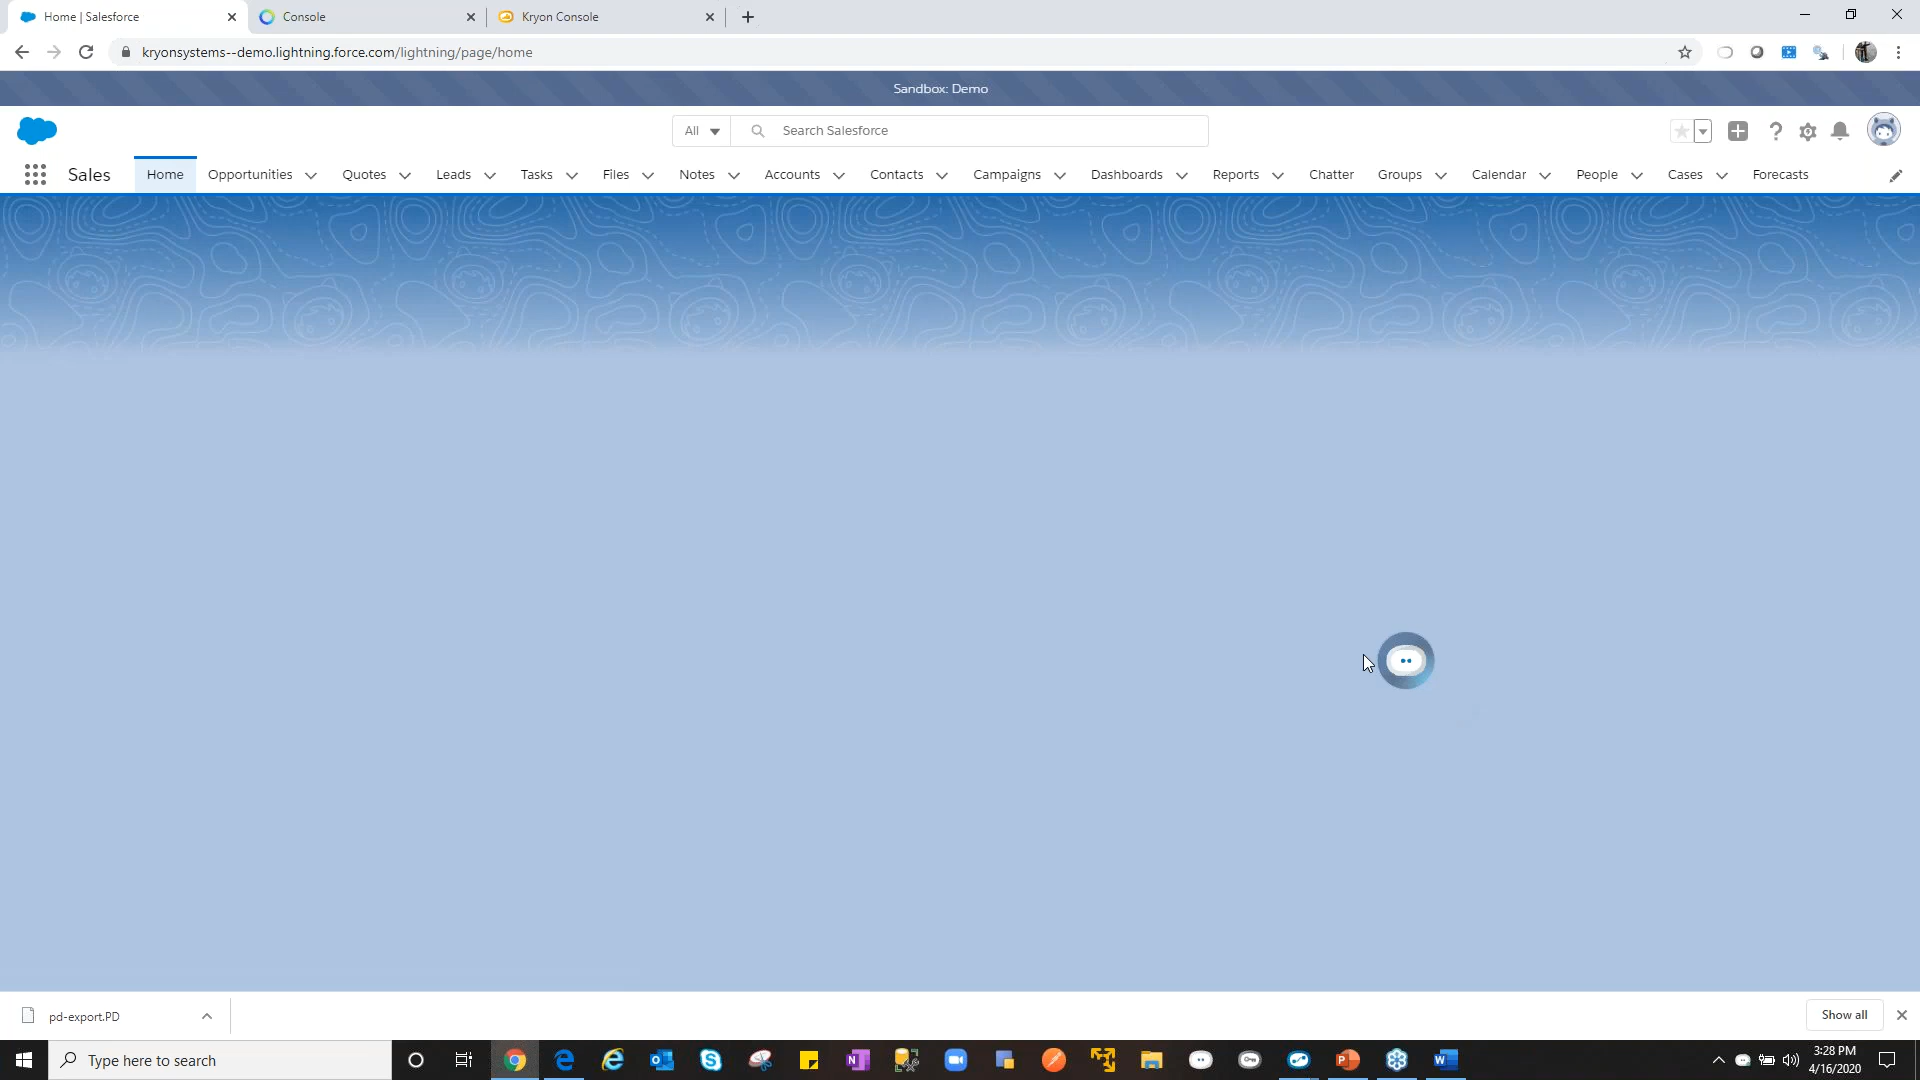 Home | Salesforce
Console
Kryon Console
kryonsystems--demo.lightning.force.com/lightning/page/home
Sandbox: Demo
All
Search Salesforce
Sales
Home
Opportunities
Quotes
Leads
Tasks
Files
Notes
Accounts
Contacts
Campaigns
Dashboards
Reports
Chatter
Groups
Calendar
People
Cases
Forecasts
pd-export.PD
Show all
Type here to search
3:28 PM
4/16/2020